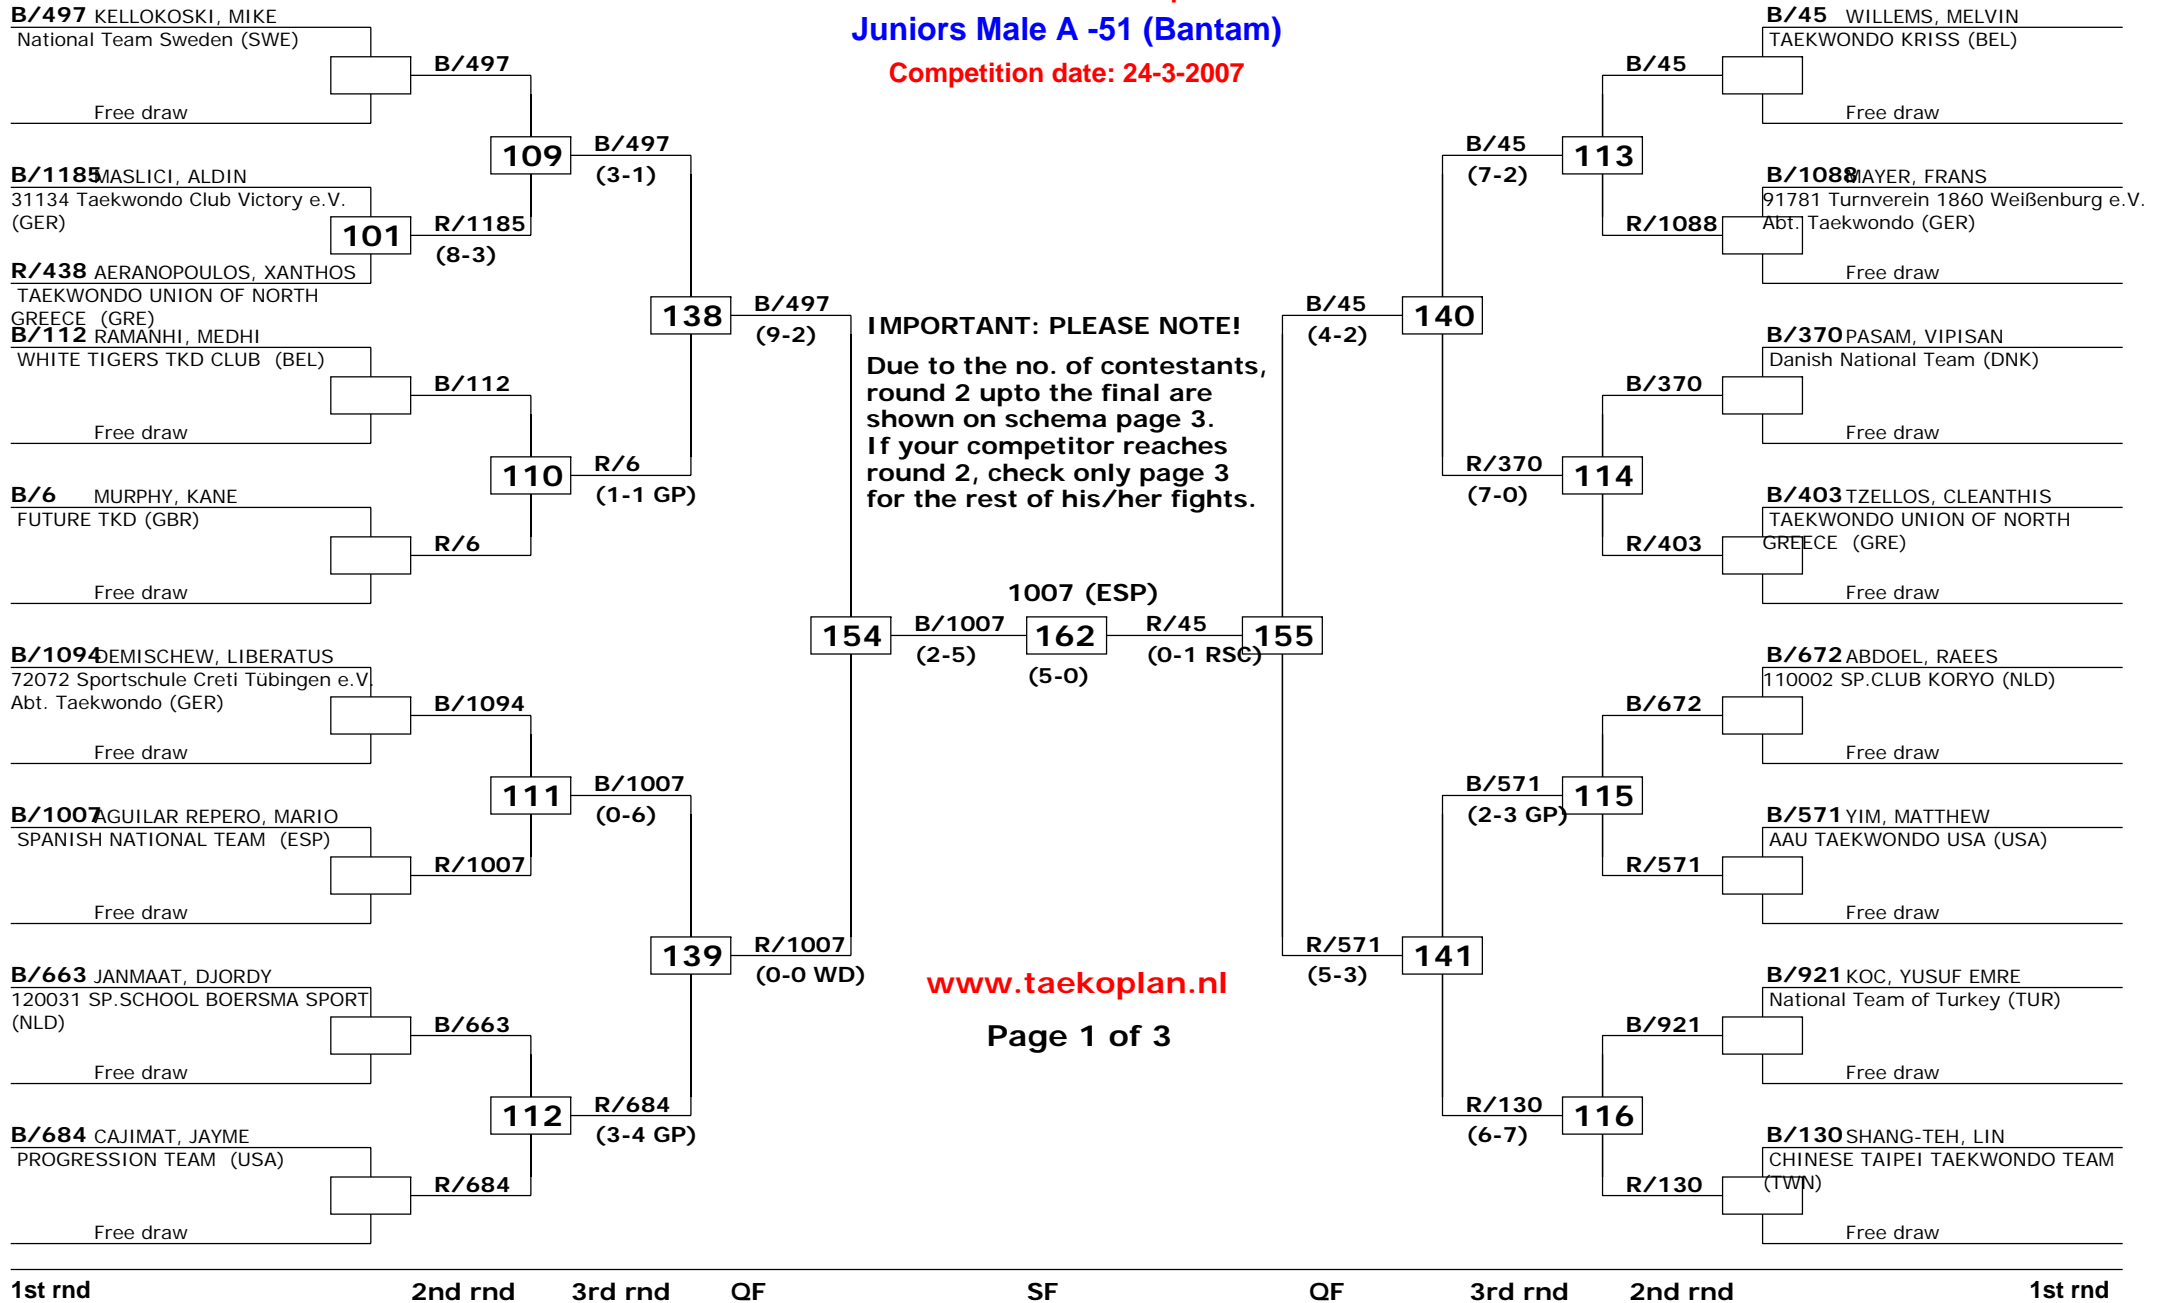 Juniors Male A -51 (Bantam)
Competition date: 24-3-2007
B/497 KELLOKOSKI, MIKE
National Team Sweden (SWE)
Free draw
B/497
B/1185 MASLICI, ALDIN
31134 Taekwondo Club Victory e.V.
(GER)
101
R/1185
(8-3)
R/438 AERANOPOULOS, XANTHOS
TAEKWONDO UNION OF NORTH
GREECE (GRE)
109
B/497
(3-1)
B/112 RAMANHI, MEDHI
WHITE TIGERS TKD CLUB (BEL)
B/112
Free draw
110
R/6
(1-1 GP)
B/6 MURPHY, KANE
FUTURE TKD (GBR)
R/6
Free draw
138
B/497
(9-2)
B/1094 DEMISCHEW, LIBERATUS
72072 Sportschule Creti Tübingen e.V.
Abt. Taekwondo (GER)
B/1094
Free draw
111
B/1007
(0-6)
B/1007 AGUILAR REPERO, MARIO
SPANISH NATIONAL TEAM (ESP)
R/1007
Free draw
139
R/1007
(0-0 WD)
B/663 JANMAAT, DJORDY
120031 SP.SCHOOL BOERSMA SPORT
(NLD)
B/663
Free draw
112
R/684
(3-4 GP)
B/684 CAJIMAT, JAYME
PROGRESSION TEAM (USA)
R/684
Free draw
IMPORTANT: PLEASE NOTE!
Due to the no. of contestants,
round 2 upto the final are
shown on schema page 3.
If your competitor reaches
round 2, check only page 3
for the rest of his/her fights.
1007 (ESP)
154
B/1007
(2-5)
162
(5-0)
R/45
(0-1 RSC)
155
www.taekoplan.nl
Page 1 of 3
B/45 WILLEMS, MELVIN
TAEKWONDO KRISS (BEL)
B/45
Free draw
113
B/45
(7-2)
B/1088 MAYER, FRANS
91781 Turnverein 1860 Weißenburg e.V.
Abt. Taekwondo (GER)
R/1088
Free draw
140
B/45
(4-2)
B/370 PASAM, VIPISAN
Danish National Team (DNK)
B/370
Free draw
114
R/370
(7-0)
B/403 TZELLOS, CLEANTHIS
TAEKWONDO UNION OF NORTH
GREECE (GRE)
R/403
Free draw
B/672 ABDOEL, RAEES
110002 SP.CLUB KORYO (NLD)
B/672
Free draw
115
B/571
(2-3 GP)
B/571 YIM, MATTHEW
AAU TAEKWONDO USA (USA)
R/571
Free draw
141
R/571
(5-3)
B/921 KOC, YUSUF EMRE
National Team of Turkey (TUR)
B/921
Free draw
116
R/130
(6-7)
B/130 SHANG-TEH, LIN
CHINESE TAIPEI TAEKWONDO TEAM
(TWN)
R/130
Free draw
1st rnd 2nd rnd 3rd rnd QF SF QF 3rd rnd 2nd rnd 1st rnd